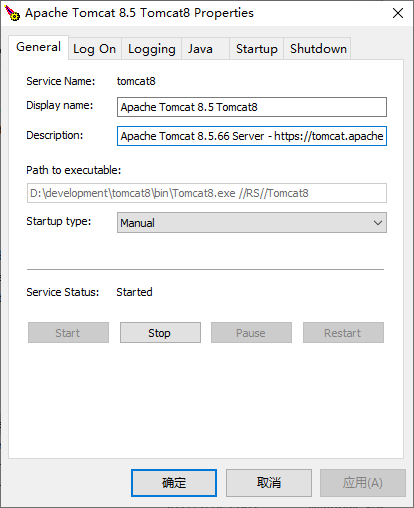 Apache Tomcat 8.5 Tomcat8 Properties
General Log On Logging Java Startup Shutdown
Service Name: tomcat8
Display name: Apache Tomcat 8.5 Tomcat8
Description: Apache Tomcat 8.5.66 Server - https://tomcat.apache
Path to executable:
D:\development\tomcat8\bin\Tomcat8.exe //RS//Tomcat8
Startup type: Manual
Service Status: Started
Start Stop Pause Restart
确定 取消 应用(A)